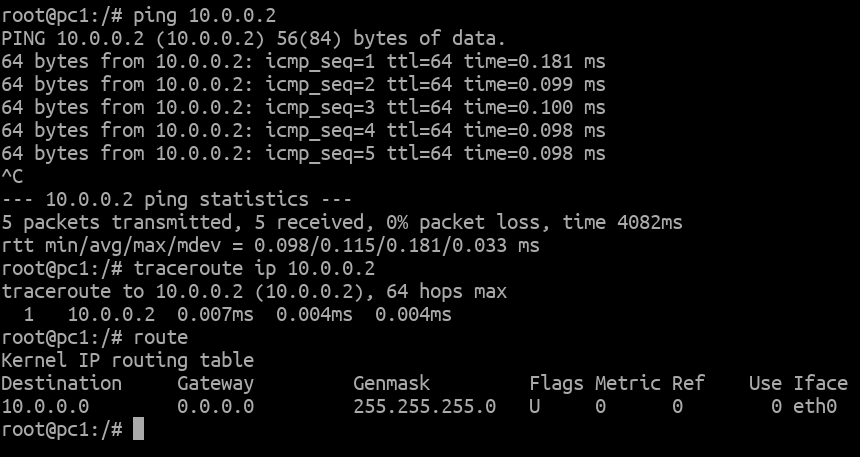 root@pc1:/# ping 10.0.0.2
PING 10.0.0.2 (10.0.0.2) 56(84) bytes of data.
64 bytes from 10.0.0.2: icmp_seq=1 ttl=64 time=0.181 ms
64 bytes from 10.0.0.2: icmp_seq=2 ttl=64 time=0.099 ms
64 bytes from 10.0.0.2: icmp_seq=3 ttl=64 time=0.100 ms
64 bytes from 10.0.0.2: icmp_seq=4 ttl=64 time=0.098 ms
64 bytes from 10.0.0.2: icmp_seq=5 ttl=64 time=0.098 ms
^C
--- 10.0.0.2 ping statistics ---
5 packets transmitted, 5 received, 0% packet loss, time 4082ms
rtt min/avg/max/mdev = 0.098/0.115/0.181/0.033 ms
root@pc1:/# traceroute ip 10.0.0.2
traceroute to 10.0.0.2 (10.0.0.2), 64 hops max
  1   10.0.0.2  0.007ms  0.004ms  0.004ms
root@pc1:/# route
Kernel IP routing table
Destination     Gateway         Genmask         Flags Metric Ref    Use Iface
10.0.0.0        0.0.0.0         255.255.255.0   U     0      0        0 eth0
root@pc1:/#